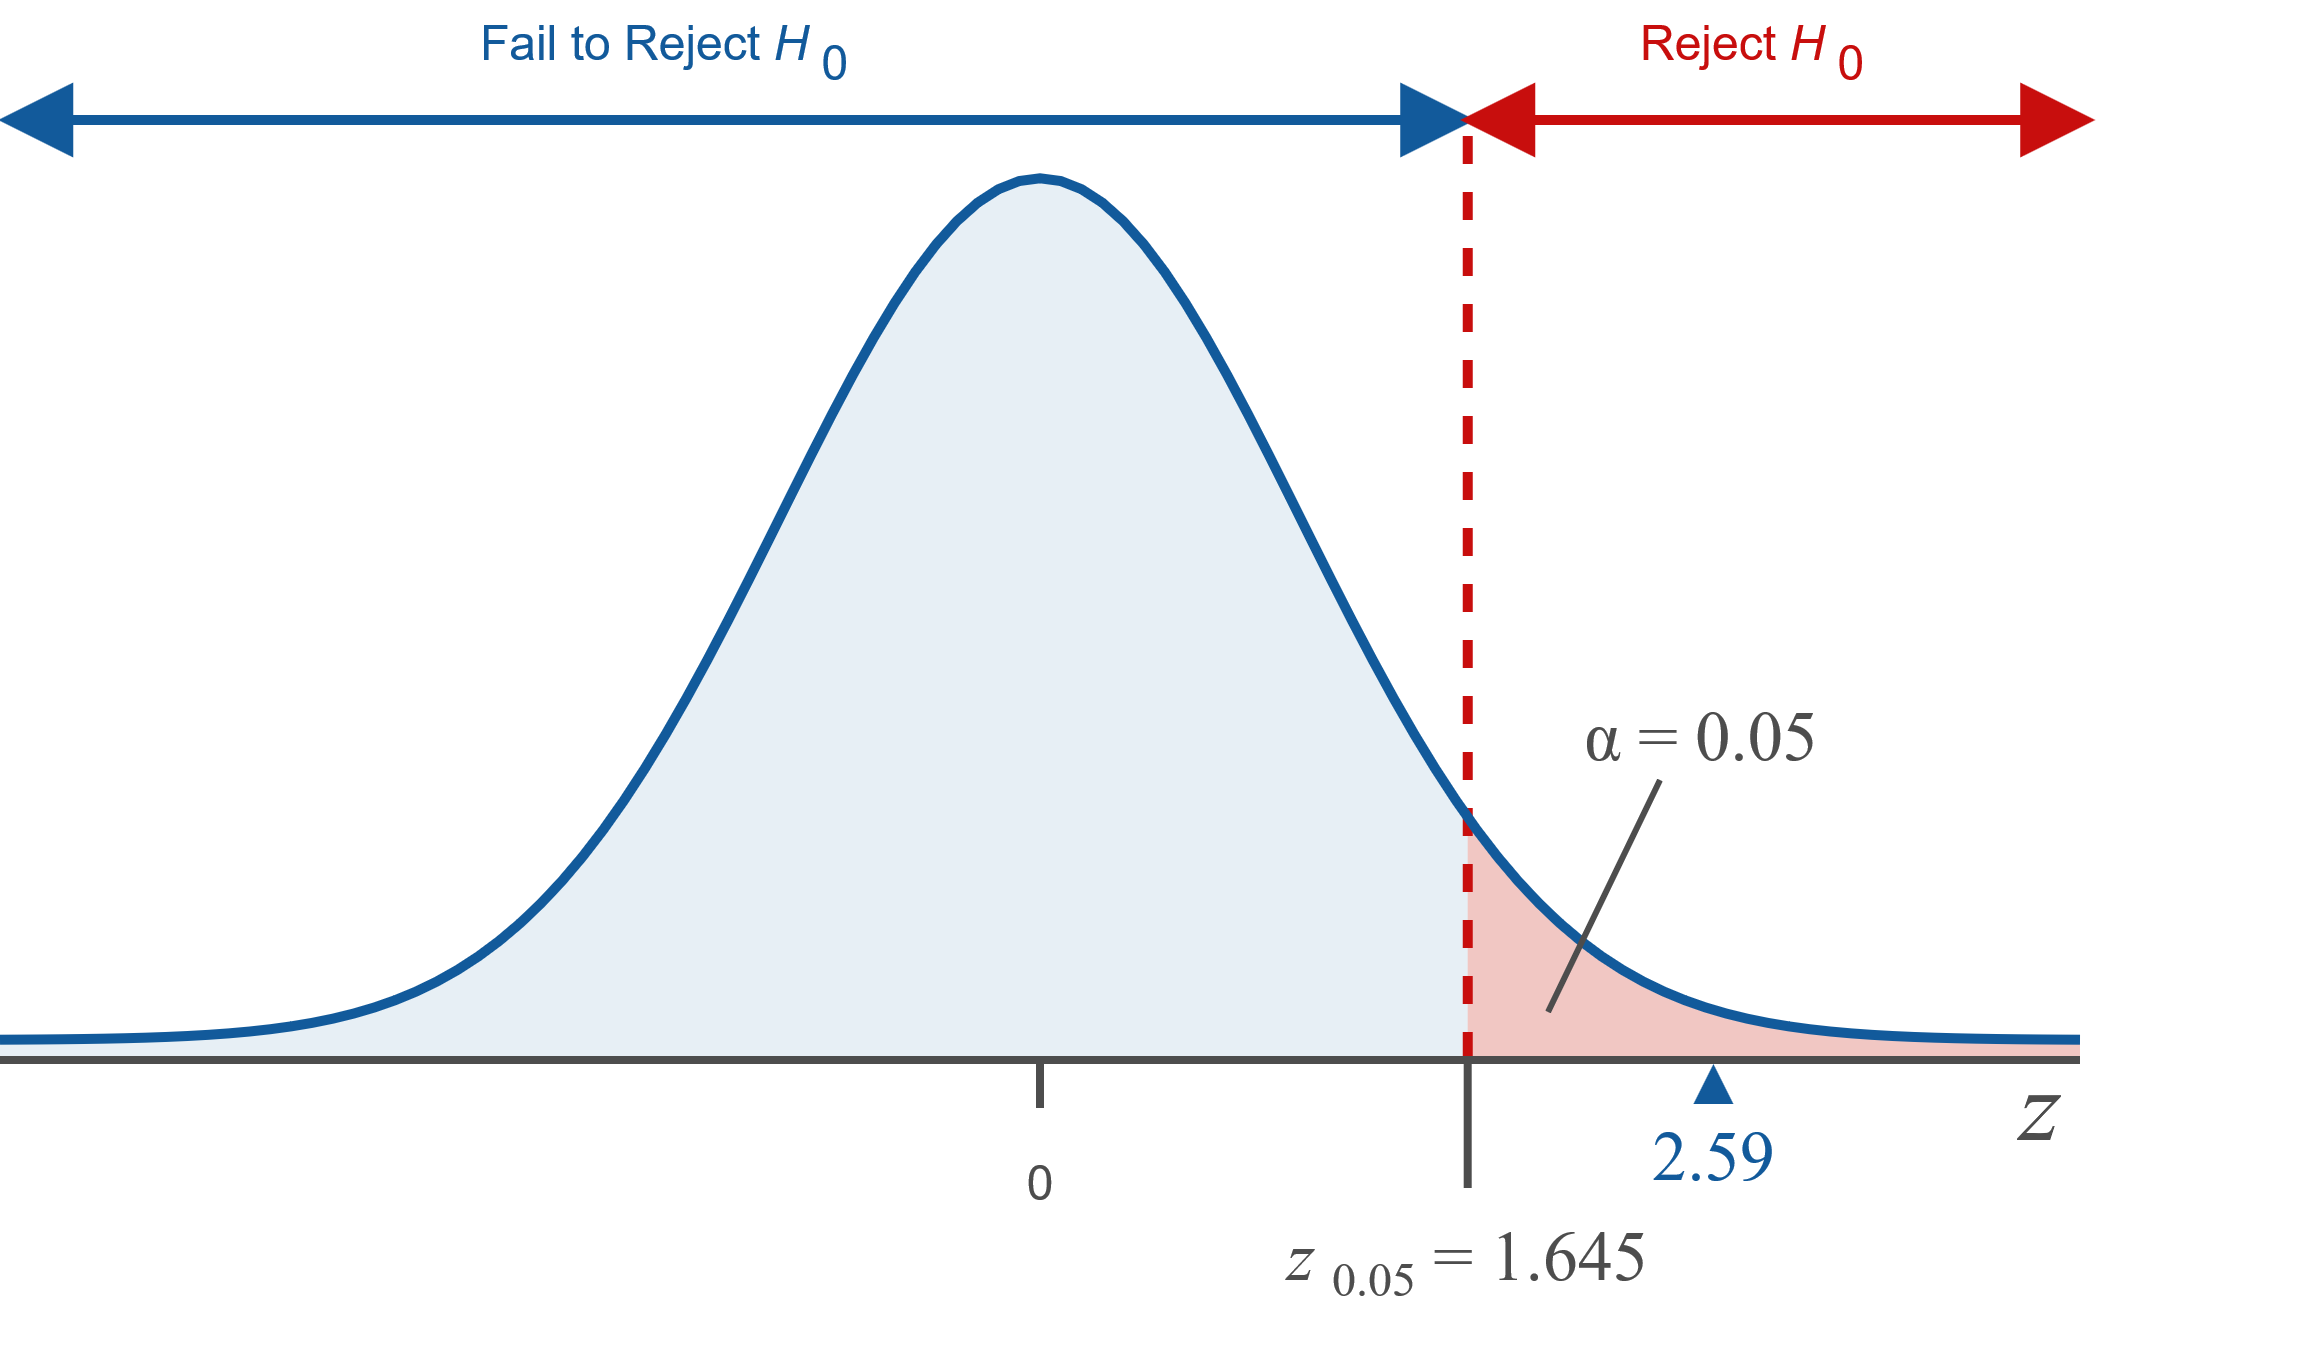 Fail to Reject H 0
Reject H 0
α = 0.05
z
2.59
0
z 0.05 = 1.645